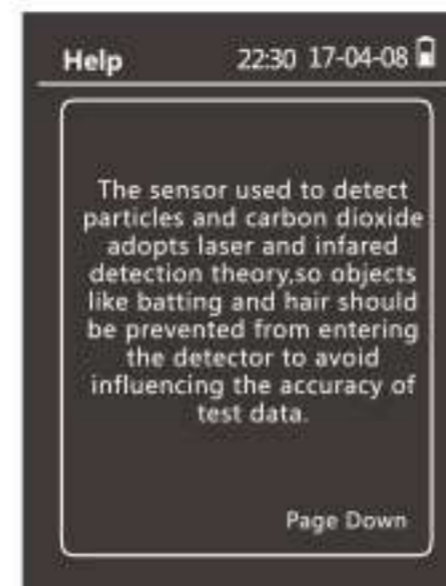 Help 22:30 17-04-08
The sensor used to detect
particles and carbon dioxide
adopts laser and infared
detection theory,so objects
like batting and hair should
be prevented from entering
the detector to avoid
influencing the accuracy of
test data.
Page Down